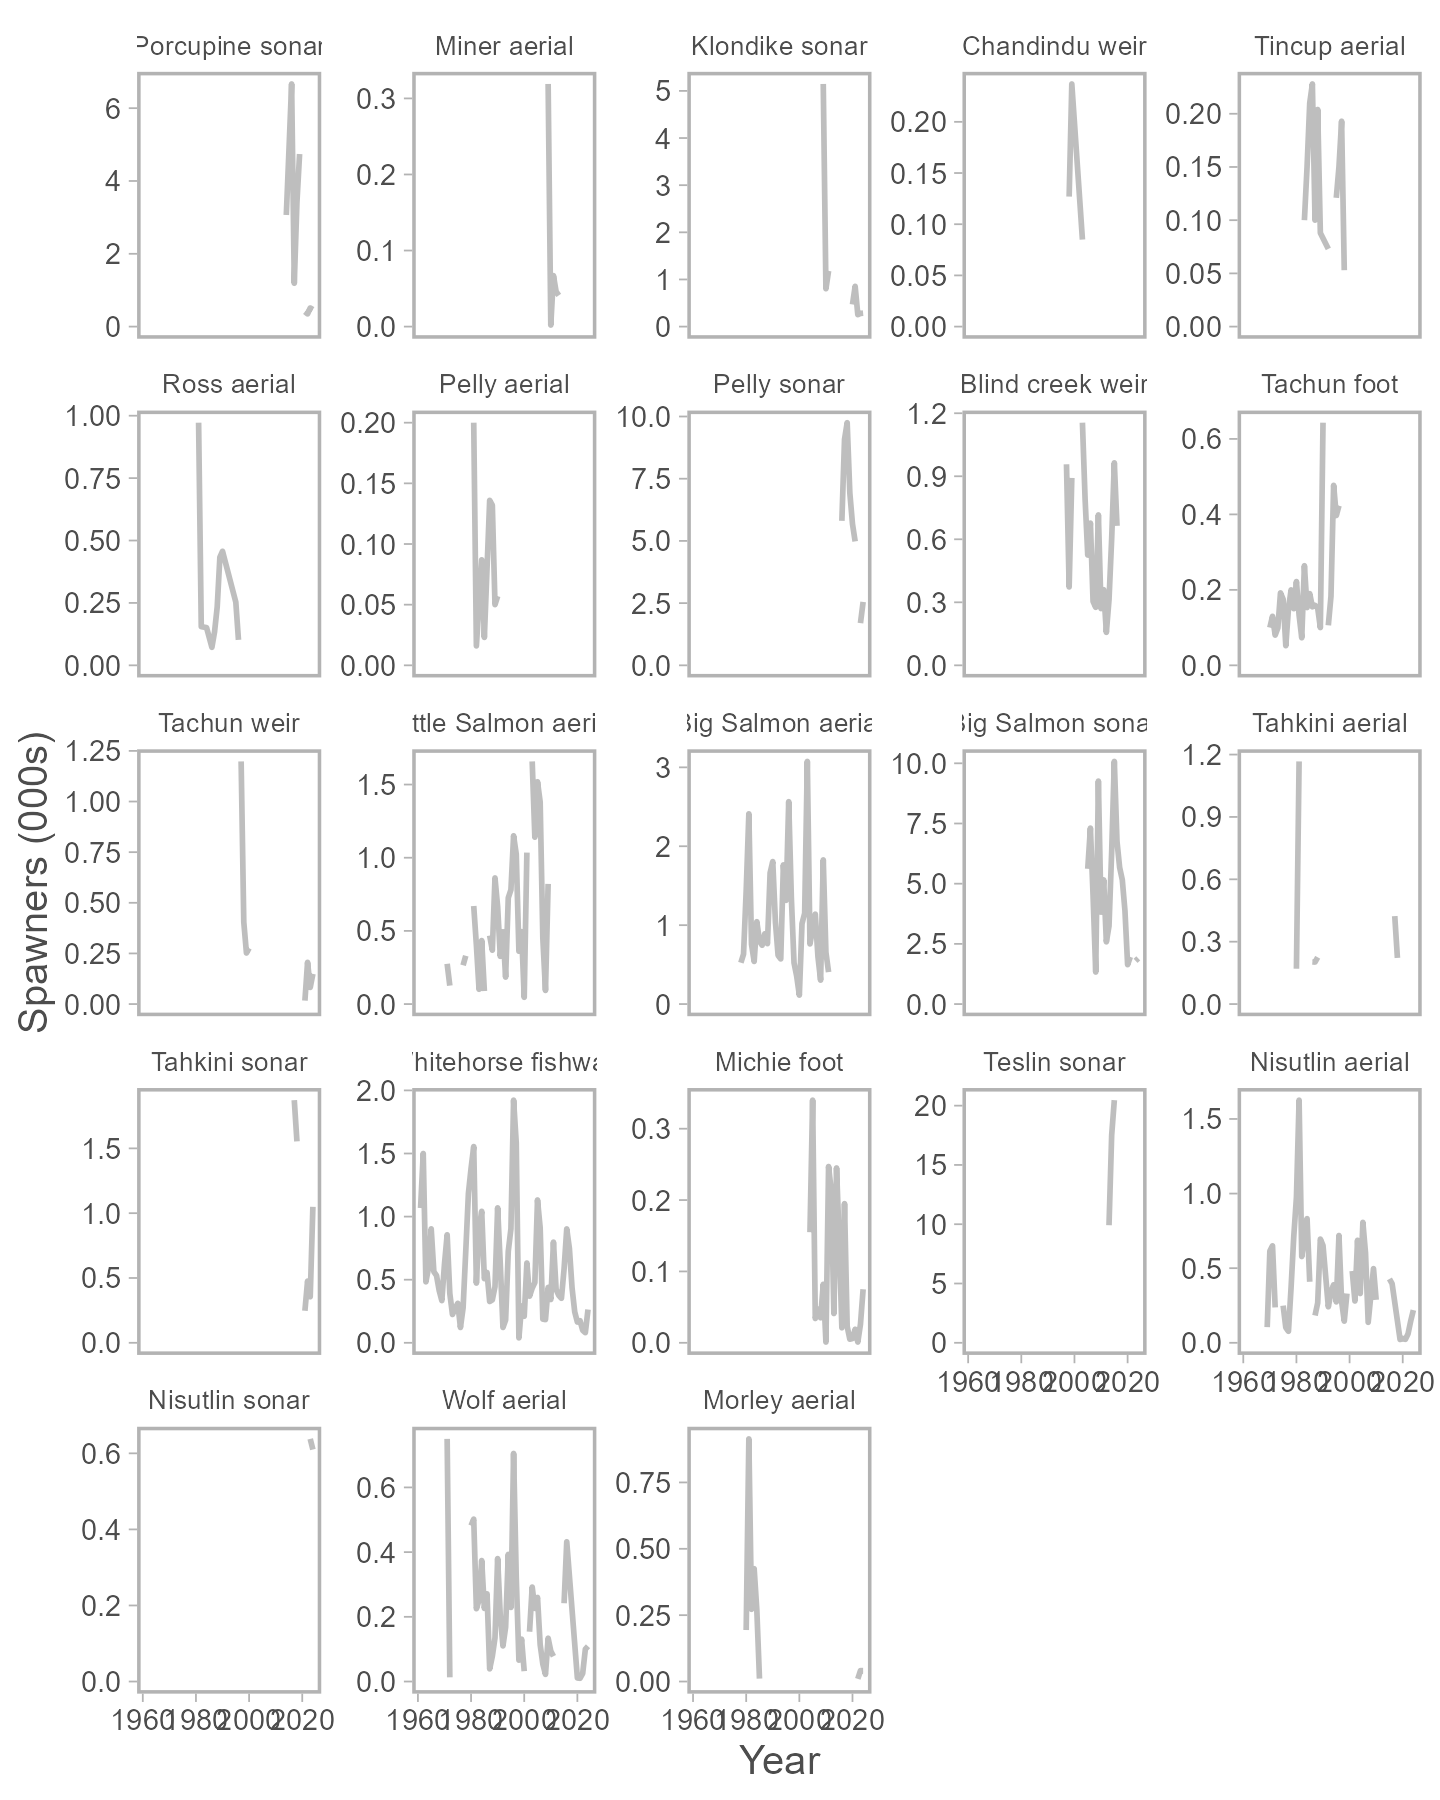 Porcupine sonar Miner aerial Klondike sonar Chandindu weir Tincup aerial
6 4 2 0
0.3 0.2 0.1 0.0
5 4 3 2 1 0
0.20 0.15 0.10 0.05 0.00
0.20 0.15 0.10 0.05 0.00
Ross aerial Pelly aerial Pelly sonar Blind creek weir Tachun foot
1.00 0.75 0.50 0.25 0.00
0.20 0.15 0.10 0.05 0.00
10.0 7.5 5.0 2.5 0.0
1.2 0.9 0.6 0.3 0.0
0.6 0.4 0.2 0.0
Spawners (000s)
Tachun weir ttle Salmon aeri Big Salmon aeria Big Salmon sona Tahkini aerial
1.25 1.00 0.75 0.50 0.25 0.00
1.5 1.0 0.5 0.0
3 2 1 0
10.0 7.5 5.0 2.5 0.0
1.2 0.9 0.6 0.3 0.0
Tahkini sonar hitehorse fishwa Michie foot Teslin sonar Nisutlin aerial
1.5 1.0 0.5 0.0
2.0 1.5 1.0 0.5 0.0
0.3 0.2 0.1 0.0
20 15 10 5 0
1.5 1.0 0.5 0.0
1960 1980 2000 2020 1960 1980 2000 2020
Nisutlin sonar Wolf aerial Morley aerial
0.6 0.4 0.2 0.0
0.6 0.4 0.2 0.0
0.75 0.50 0.25 0.00
1960 1980 2000 2020 1960 1980 2000 2020 1960 1980 2000 2020
Year